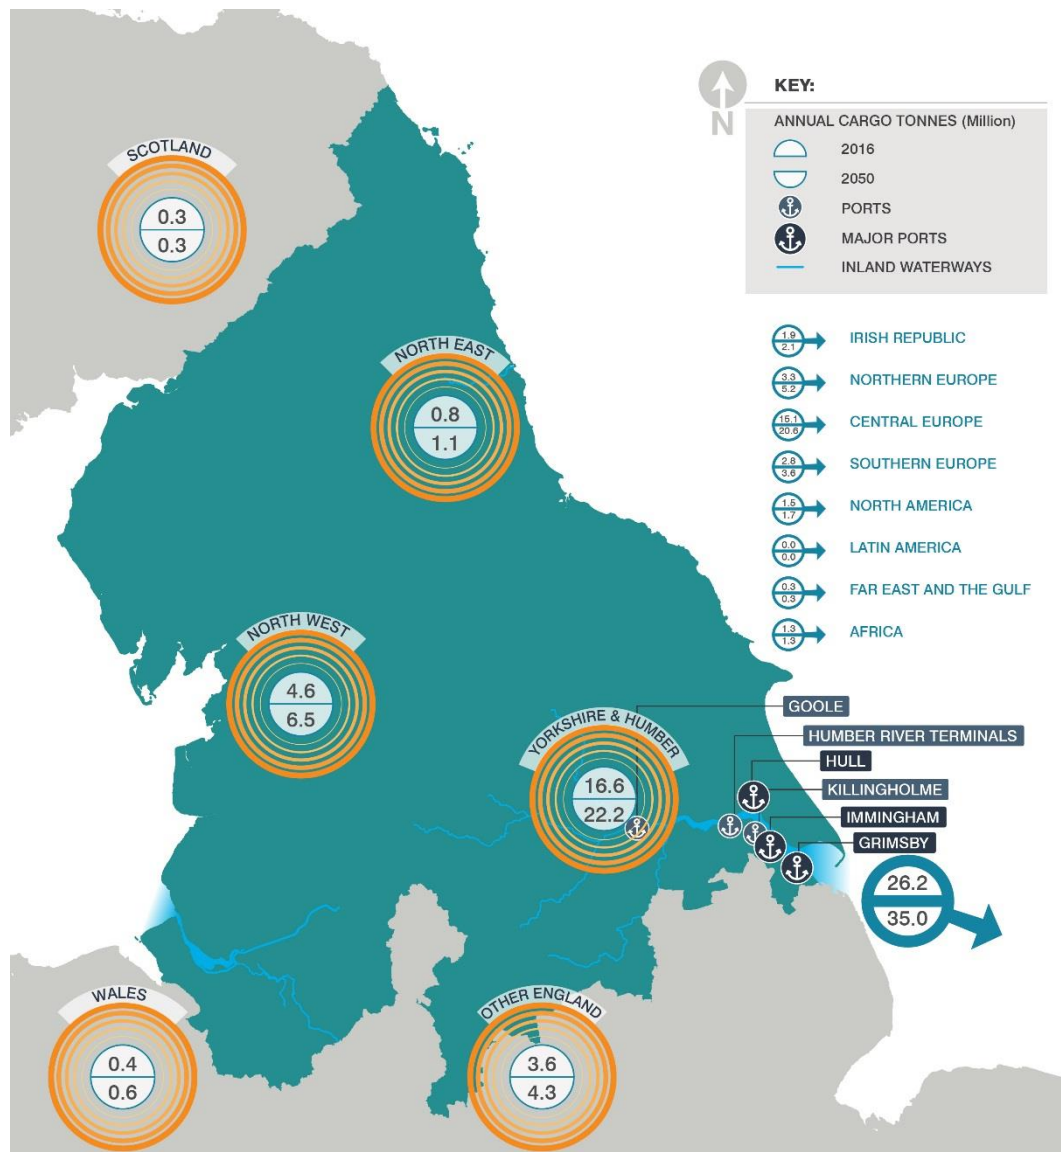 KEY:
N
ANNUAL CARGO TONNES (Million)
2016
2050
PORTS
MAJOR PORTS
INLAND WATERWAYS
SCOTLAND
0.3
0.3
NORTH EAST
0.8
1.1
1.9
2.1
IRISH REPUBLIC
3.3
5.2
NORTHERN EUROPE
15.1
20.6
CENTRAL EUROPE
2.8
3.6
SOUTHERN EUROPE
1.5
1.7
NORTH AMERICA
0.0
0.0
LATIN AMERICA
0.3
0.3
FAR EAST AND THE GULF
1.3
1.3
AFRICA
NORTH WEST
4.6
6.5
YORKSHIRE & HUMBER
16.6
22.2
GOOLE
HUMBER RIVER TERMINALS
HULL
KILLINGHOLME
IMMINGHAM
GRIMSBY
26.2
35.0
WALES
0.4
0.6
OTHER ENGLAND
3.6
4.3